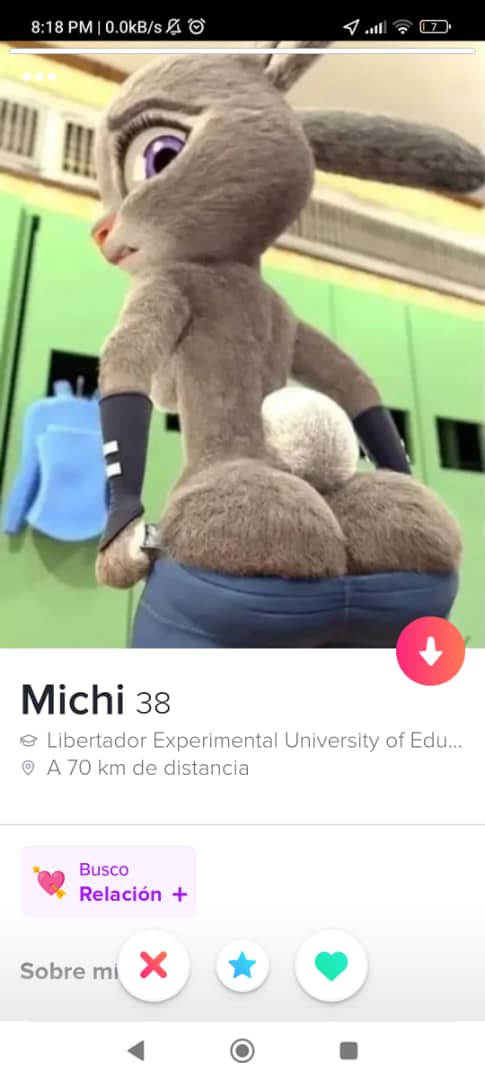 8:18 PM | 0.0kB/s
7
Michi 38
Libertador Experimental University of Edu...
A 70 km de distancia
Busco
Relación +
Sobre mí